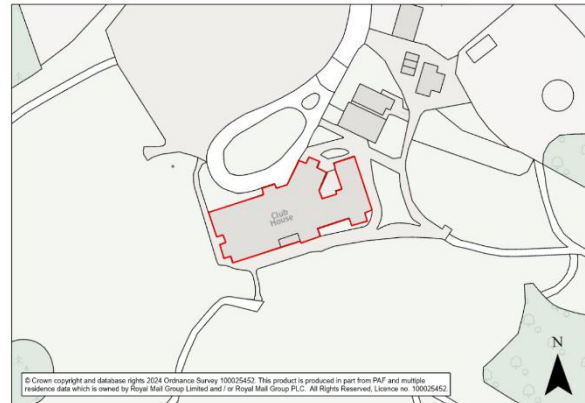 Club
House
N
© Crown copyright and database rights 2024 Ordnance Survey 100025452. This product is produced in part from PAF and multiple
residence data which is owned by Royal Mail Group Limited and / or Royal Mail Group PLC. All Rights Reserved, Licence no. 100025452.